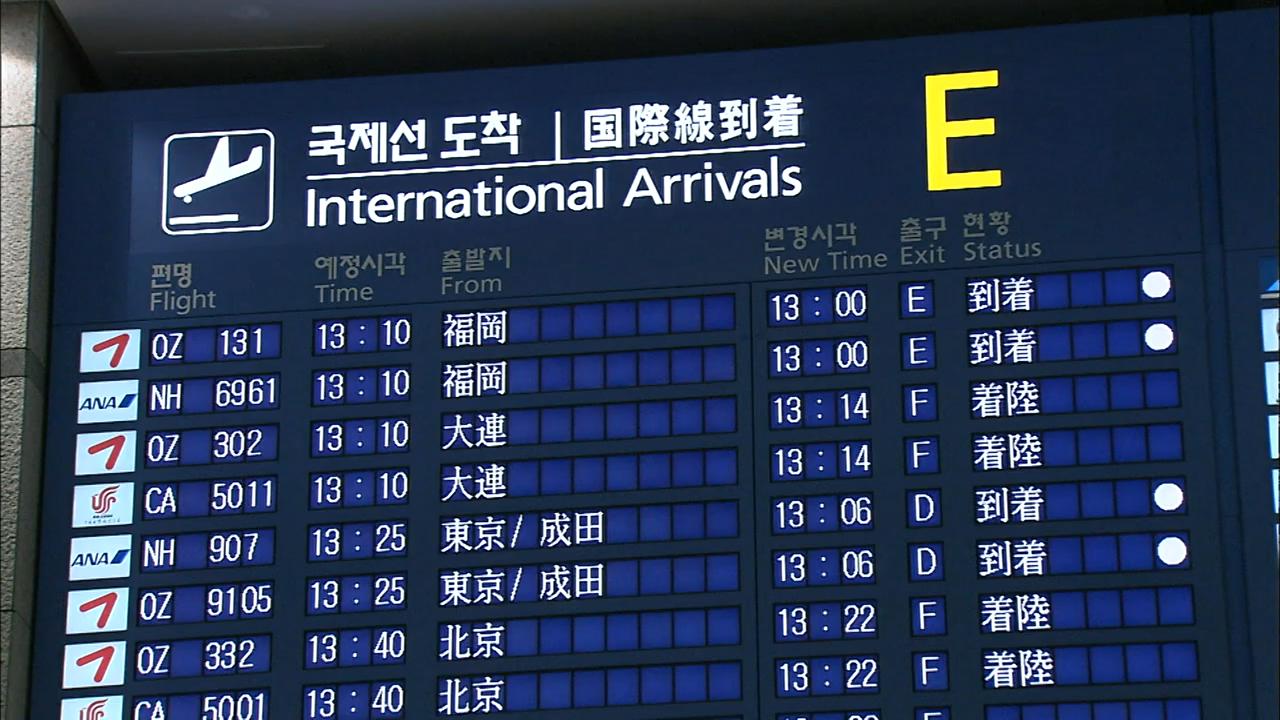 국제선 도착 | 国際線到着
International Arrivals
E
편명 예정시각 출발지 변경시각 출구 현황
Flight Time From New Time Exit Status
OZ 131 13:10 福岡 13:00 E 到着
ANA NH 6961 13:10 福岡 13:00 E 到着
OZ 302 13:10 大連 13:14 F 着陸
CA 5011 13:10 大連 13:14 F 着陸
ANA NH 907 13:25 東京/ 成田 13:06 D 到着
OZ 9105 13:25 東京/ 成田 13:06 D 到着
OZ 332 13:40 北京 13:22 F 着陸
CA 5001 13:40 北京 13:22 F 着陸